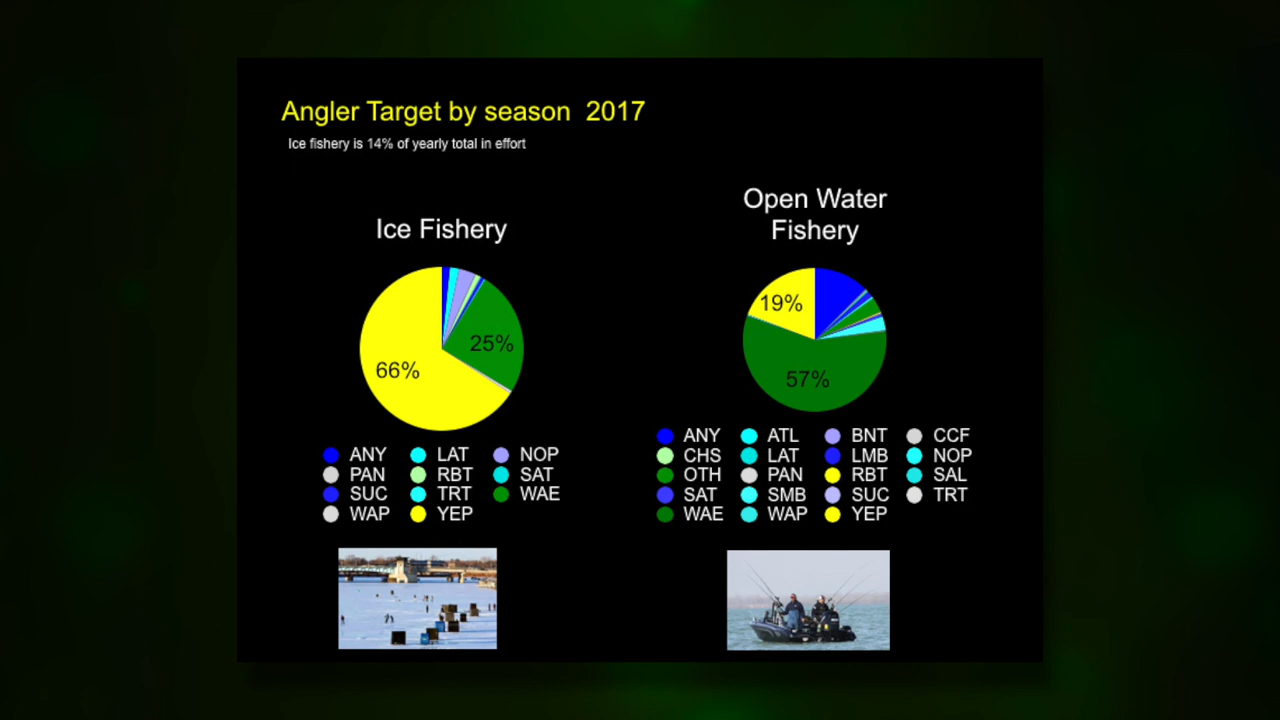 Angler Target by season 2017
Ice fishery is 14% of yearly total in effort
Ice Fishery
66%
25%
ANY LAT NOP
PAN RBT SAT
SUC TRT WAE
WAP YEP
Open Water
Fishery
19%
57%
ANY ATL BNT CCF
CHS LAT LMB NOP
OTH PAN RBT SAL
SAT SMB SUC TRT
WAE WAP YEP